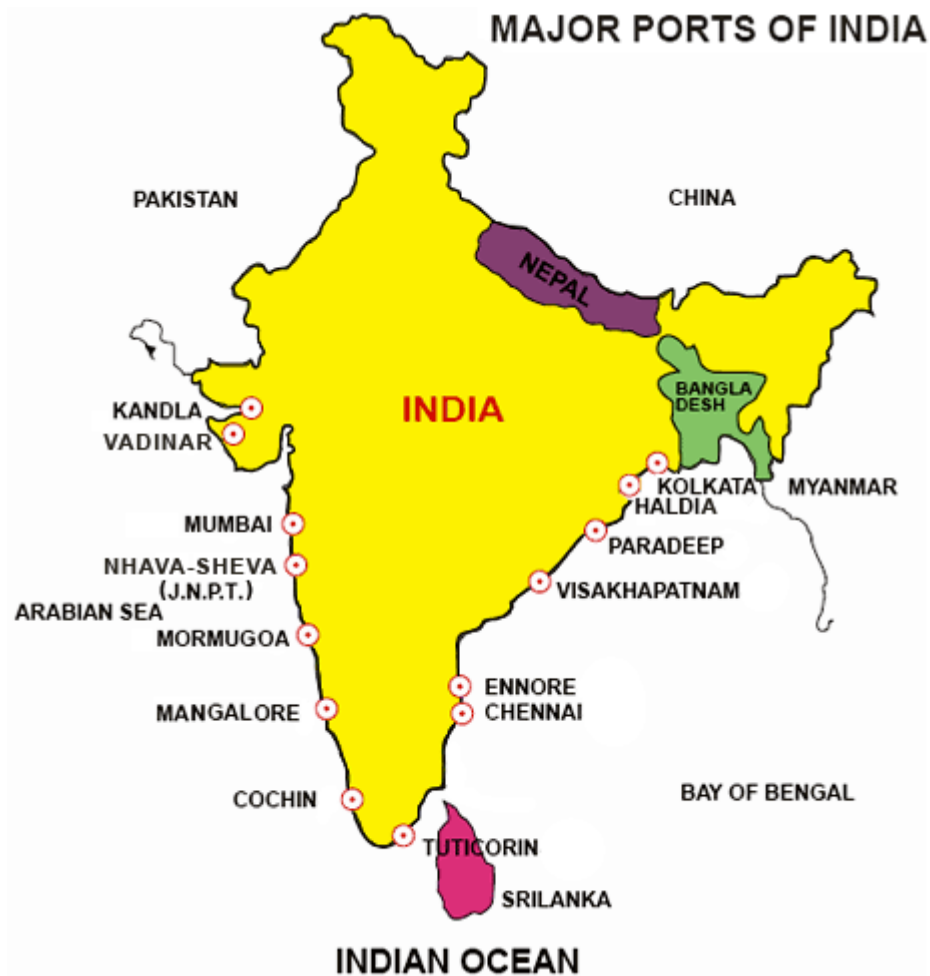 MAJOR PORTS OF INDIA
PAKISTAN
CHINA
NEPAL
INDIA
BANGLA
DESH
KANDLA
VADINAR
KOLKATA
MYANMAR
HALDIA
MUMBAI
PARADEEP
NHAVA-SHEVA
(J.N.P.T.)
VISAKHAPATNAM
ARABIAN SEA
MORMUGOA
ENNORE
MANGALORE
CHENNAI
BAY OF BENGAL
COCHIN
TUTICORIN
SRILANKA
INDIAN OCEAN